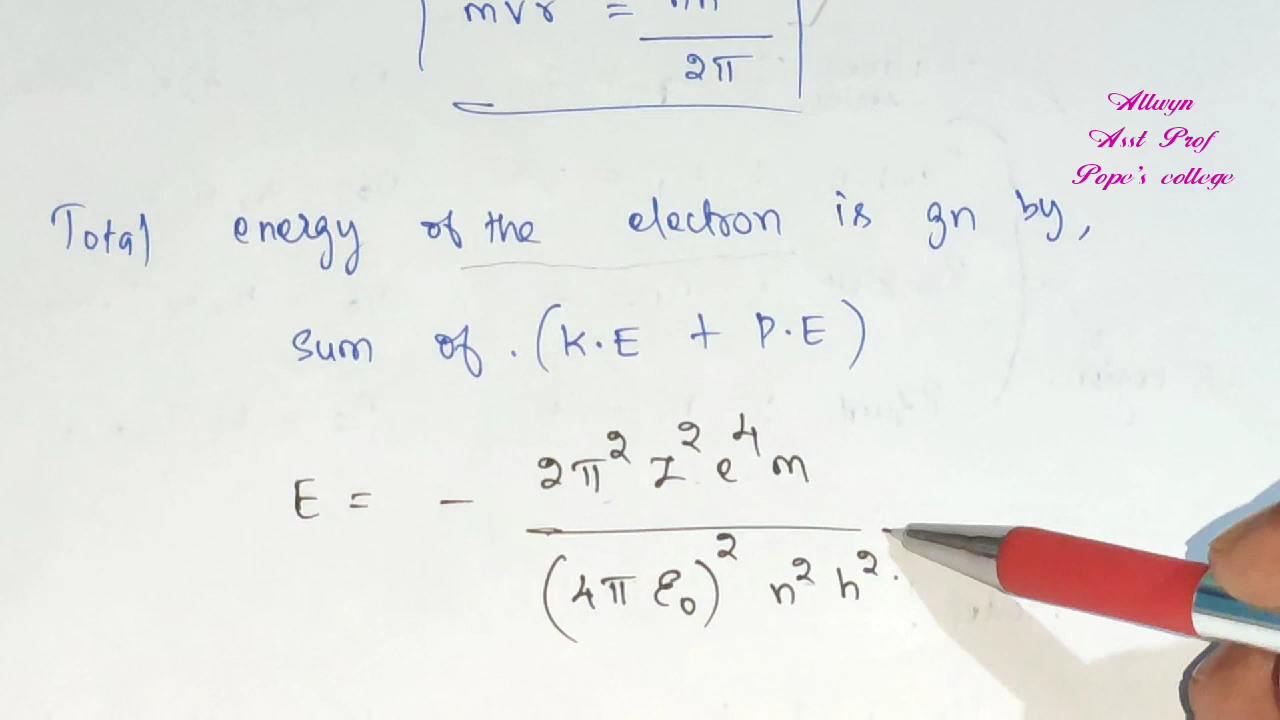 mvr =
2π
Allwyn
Asst Prof
Pope's college
Total energy of the electron is gn by,
sum of . (K.E + P.E)
E = - 2π² Z² e⁴ m
(4π ε₀)² n² h² .